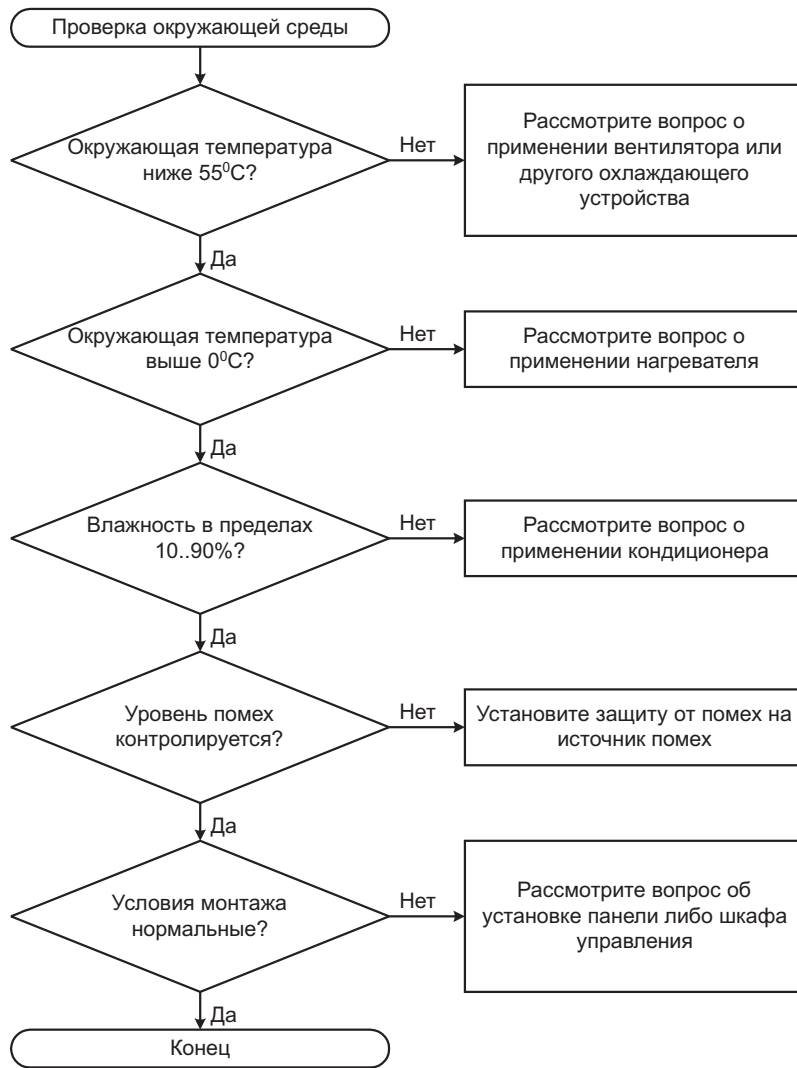 Проверка окружающей среды
Окружающая температура
ниже 55⁰С?
Нет
Рассмотрите вопрос о
применении вентилятора или
другого охлаждающего
устройства
Да
Окружающая температура
выше 0⁰С?
Нет
Рассмотрите вопрос о
применении нагревателя
Да
Влажность в пределах
10..90%?
Нет
Рассмотрите вопрос о
применении кондиционера
Да
Уровень помех
контролируется?
Нет
Установите защиту от помех на
источник помех
Да
Условия монтажа
нормальные?
Нет
Рассмотрите вопрос об
установке панели либо шкафа
управления
Да
Конец